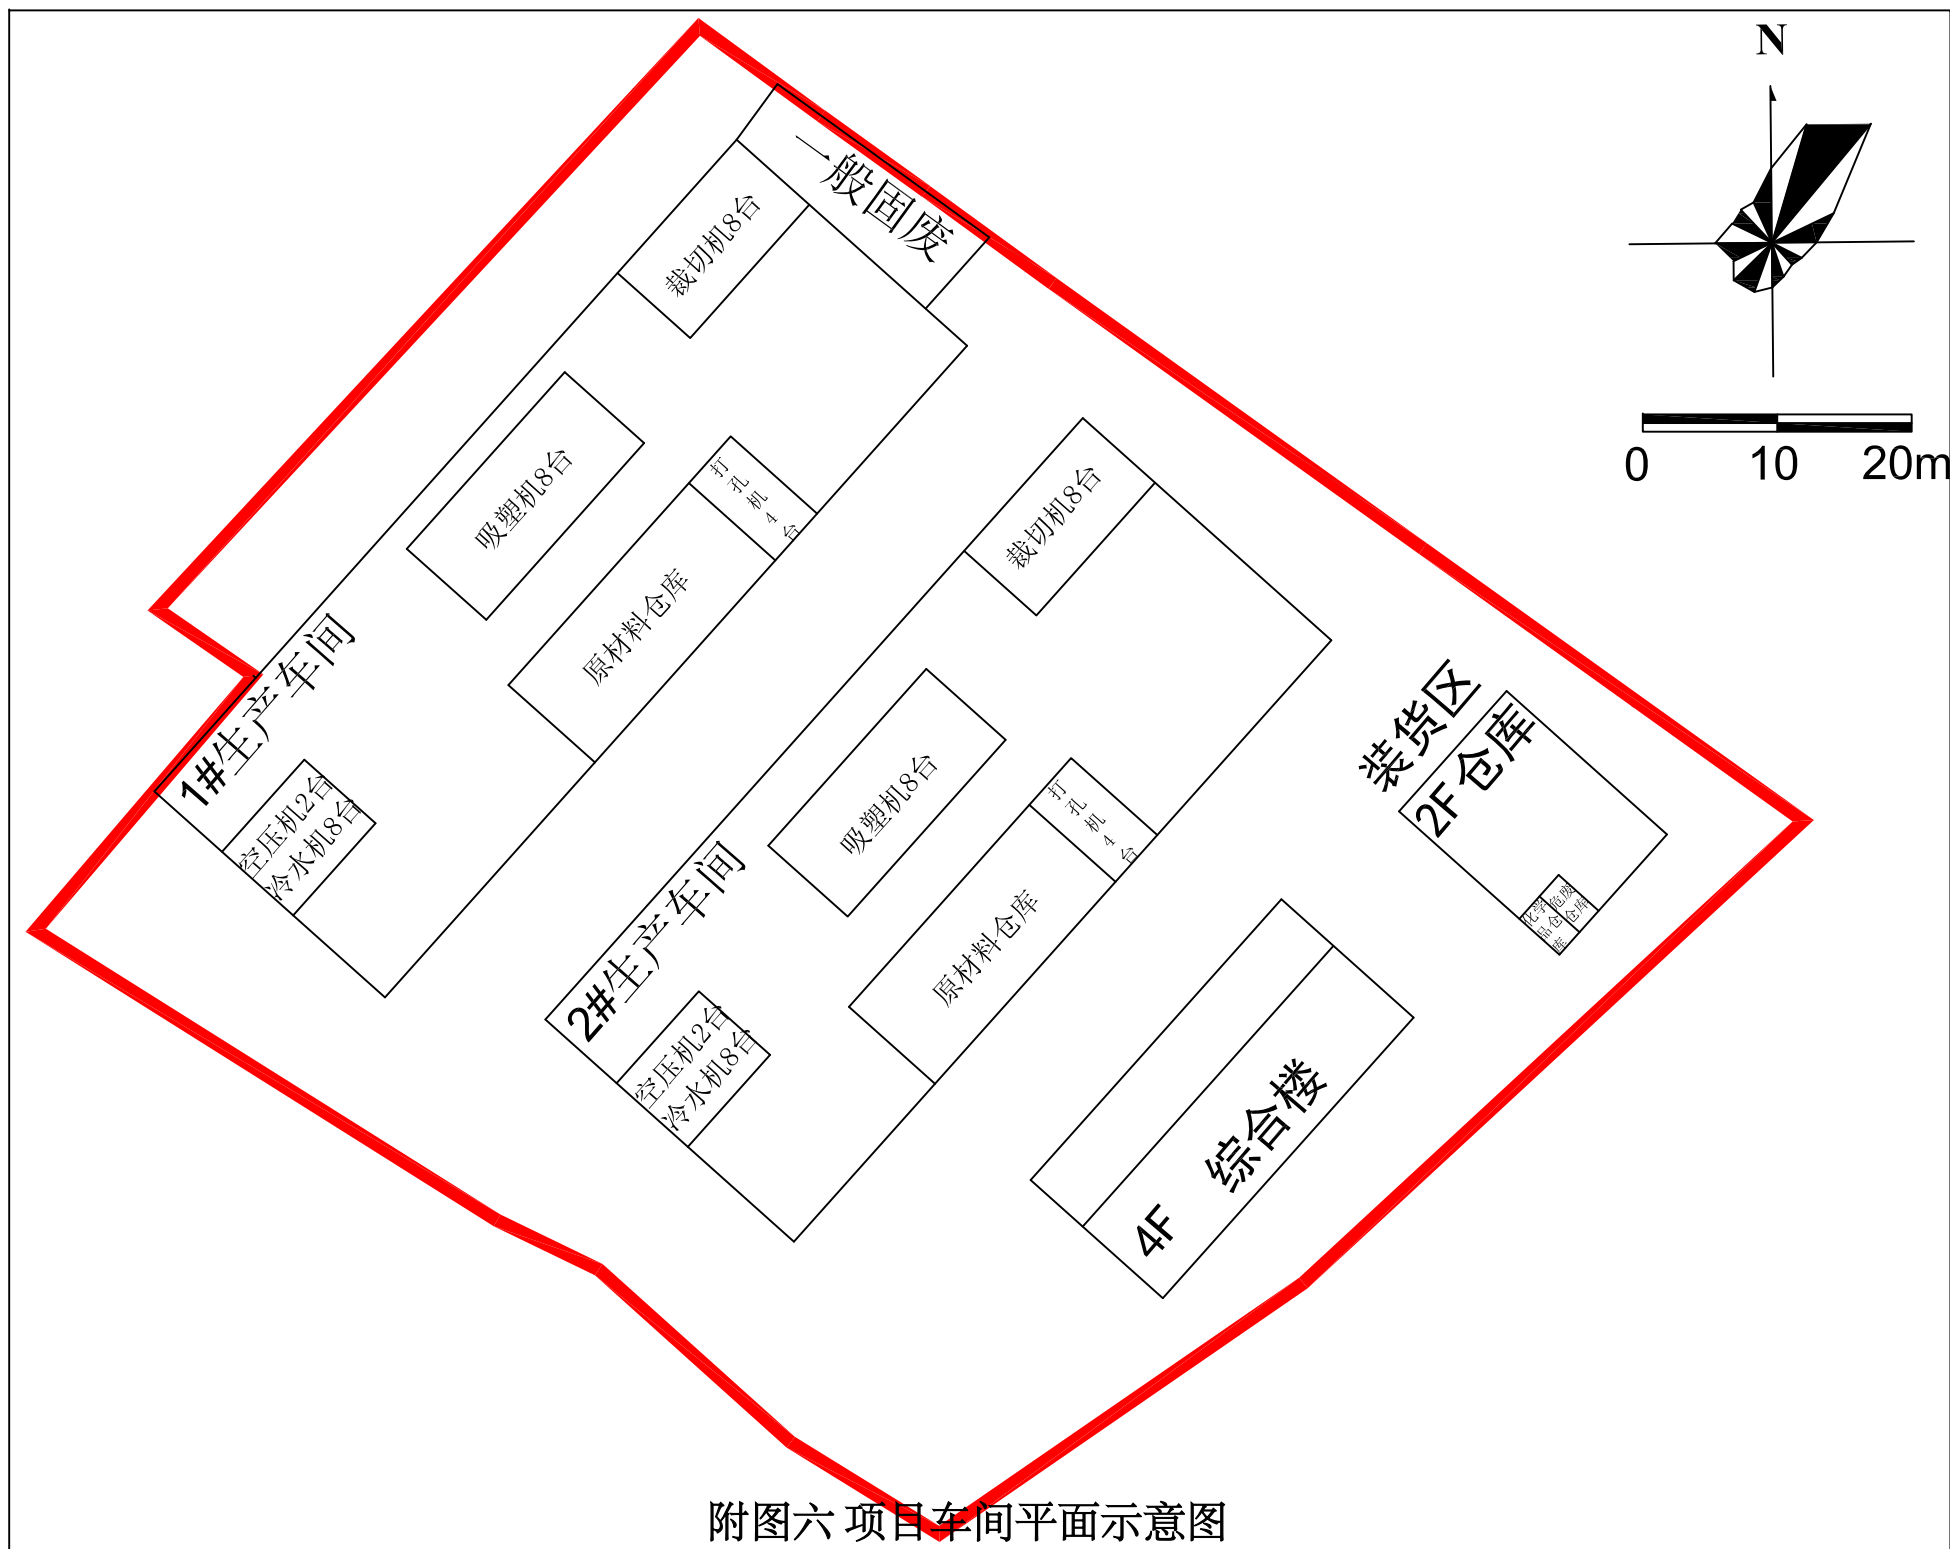 N
0 10 20m
一般固废
裁切机8台
吸塑机8台
打孔机4台
原材料仓库
1#生产车间
空压机2台
冷水机8台
裁切机8台
吸塑机8台
打孔机4台
原材料仓库
2#生产车间
空压机2台
冷水机8台
装货区
2F仓库
化学品仓库
危废仓库
4F 综合楼
附图六 项目车间平面示意图